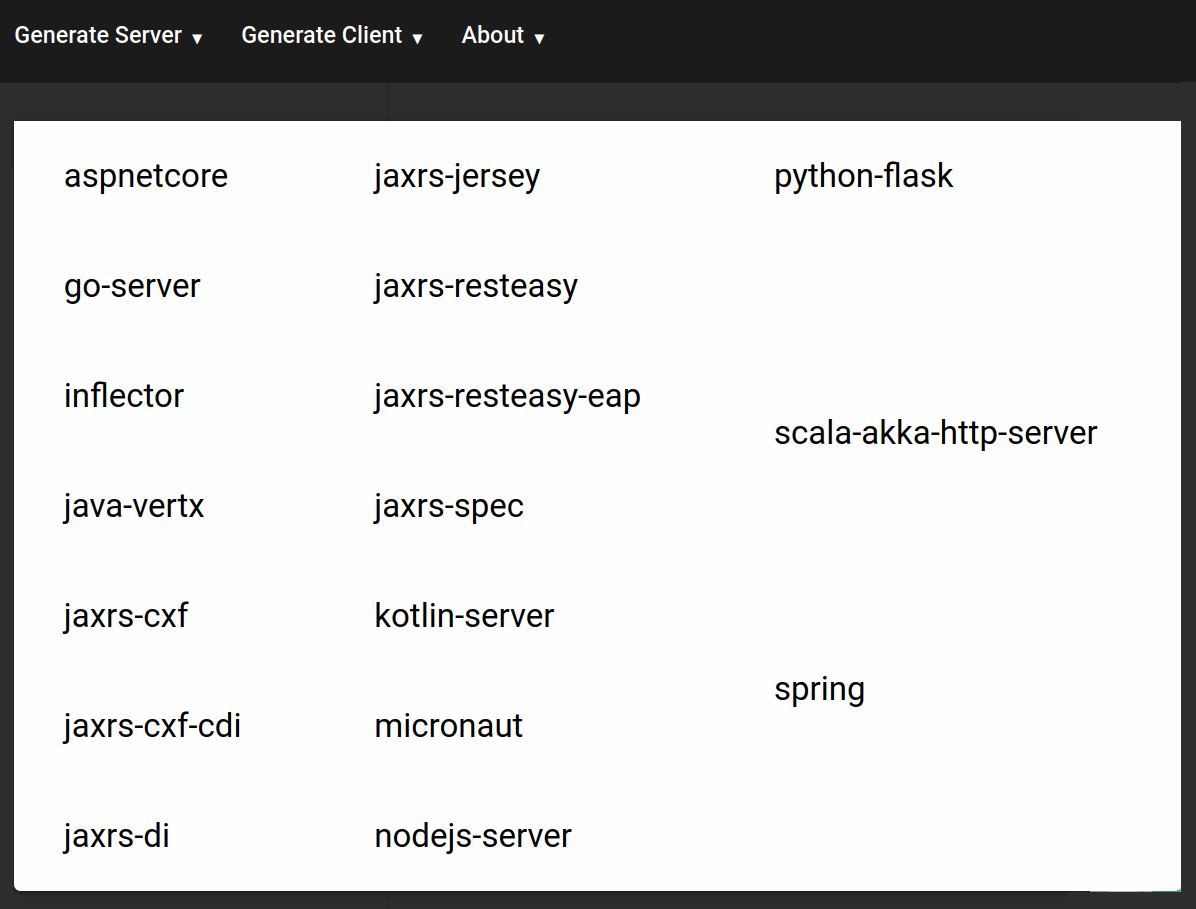 Generate Server ▼ Generate Client ▼ About ▼
aspnetcore
go-server
inflector
java-vertx
jaxrs-cxf
jaxrs-cxf-cdi
jaxrs-di
jaxrs-jersey
jaxrs-resteasy
jaxrs-resteasy-eap
jaxrs-spec
kotlin-server
micronaut
nodejs-server
python-flask
scala-akka-http-server
spring